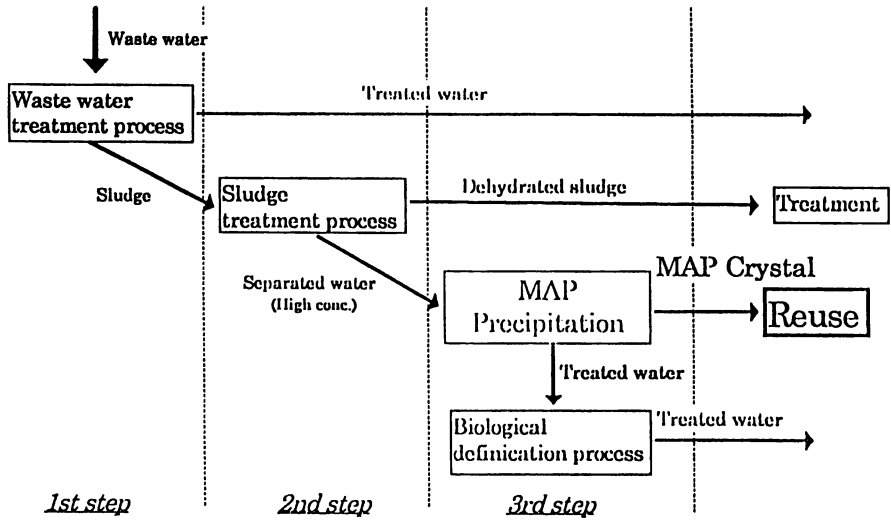 Waste water
Waste water
treatment process
Treated water
Sludge
Sludge
treatment process
Dehydrated sludge
Treatment
Separated water
(High conc.)
MAP
Precipitation
MAP Crystal
Reuse
Treated water
Biological
definication process
Treated water
1st step
2nd step
3rd step